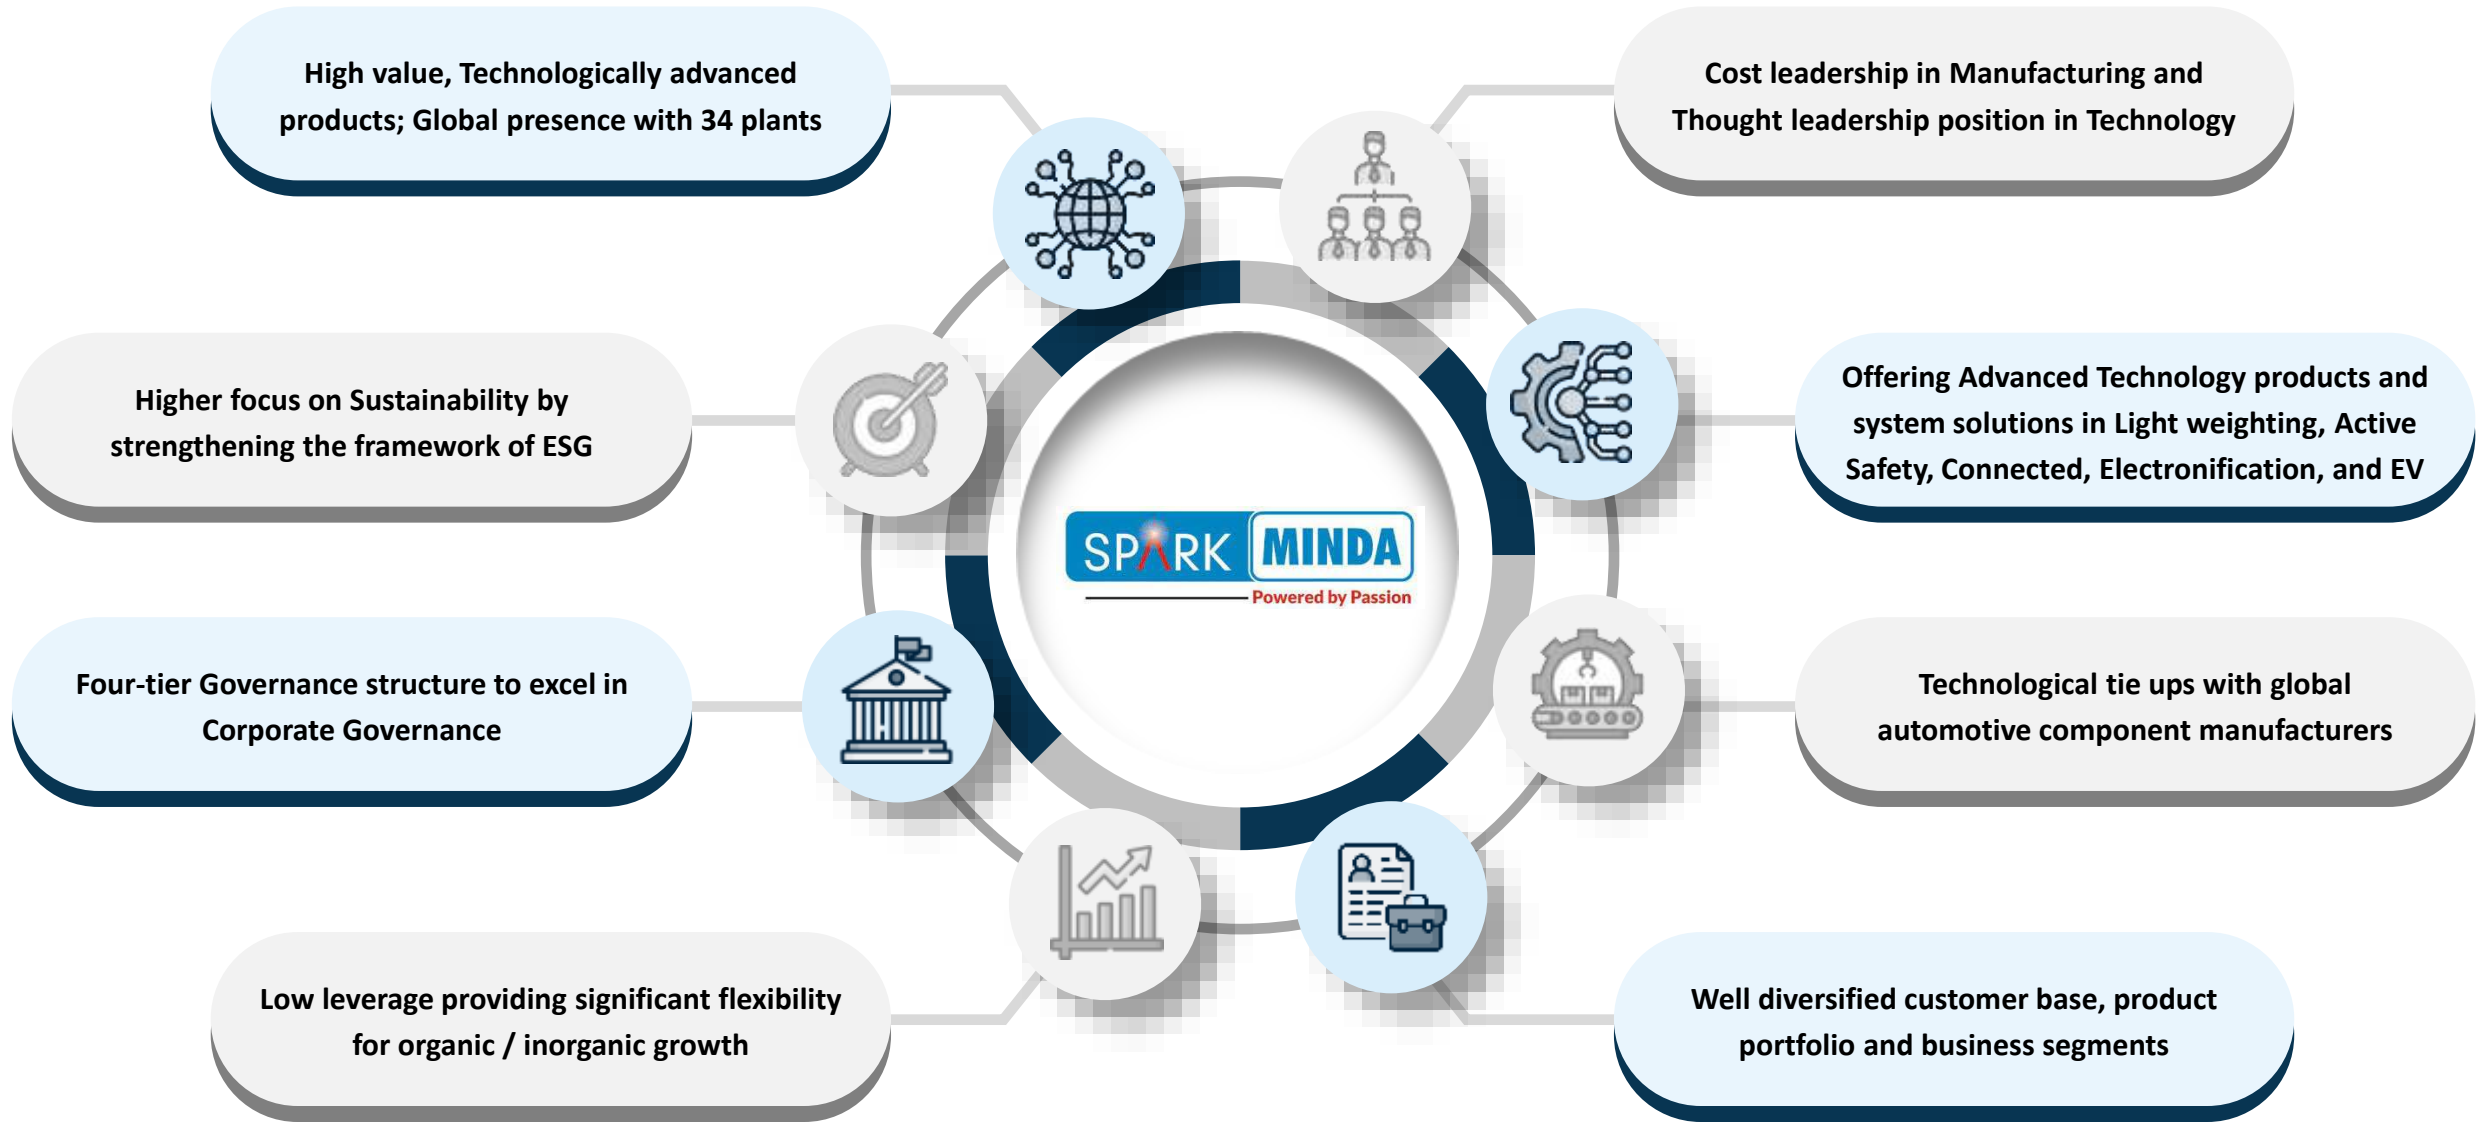 High value, Technologically advanced
products; Global presence with 34 plants
Cost leadership in Manufacturing and
Thought leadership position in Technology
Higher focus on Sustainability by
strengthening the framework of ESG
Offering Advanced Technology products and
system solutions in Light weighting, Active
Safety, Connected, Electronification, and EV
SPARK MINDA
Powered by Passion
Four-tier Governance structure to excel in
Corporate Governance
Technological tie ups with global
automotive component manufacturers
Low leverage providing significant flexibility
for organic / inorganic growth
Well diversified customer base, product
portfolio and business segments